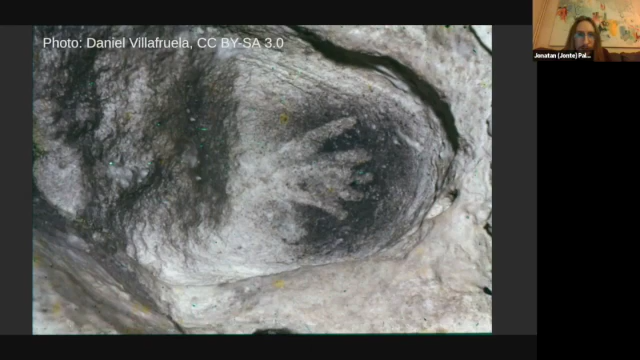 Photo: Daniel Villafruela, CC BY-SA 3.0
Jonatan (Jonte) Pal...